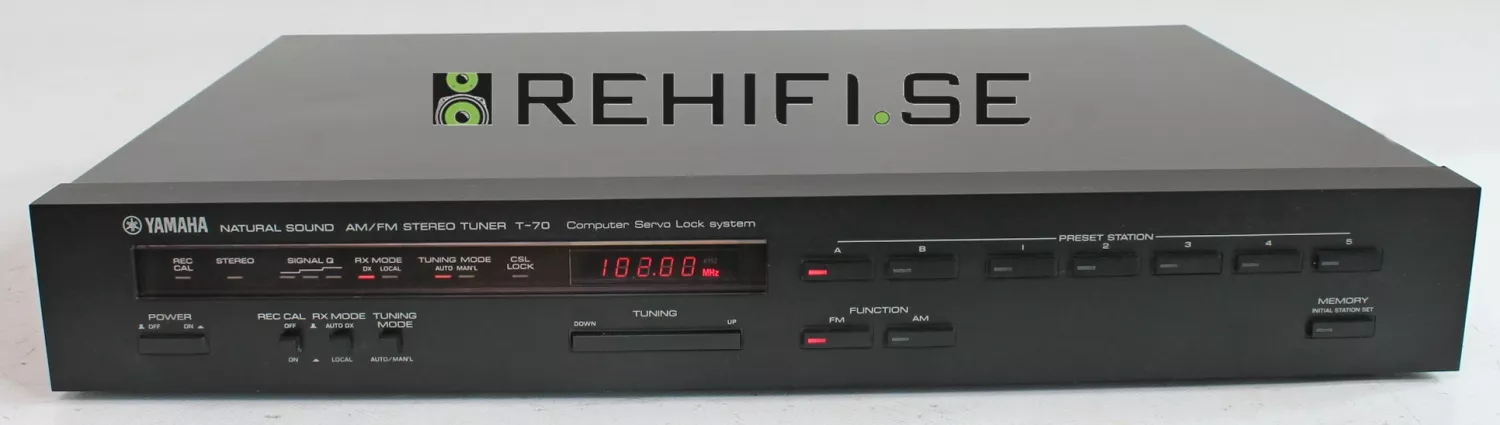 REHIFI.SE
YAMAHA NATURAL SOUND AM/FM STEREO TUNER T-70 Computer Servo Lock system
REC CAL
STEREO
SIGNAL Q
RX MODE
DX LOCAL
TUNING MODE
AUTO MAN'L
CSL LOCK
102.00
kHz
MHz
PRESET STATION
A B 1 2 3 4 5
POWER
OFF ON
REC CAL
OFF
ON
RX MODE
AUTO DX
LOCAL
TUNING MODE
AUTO/MAN'L
TUNING
DOWN UP
FUNCTION
FM AM
MEMORY
INITIAL STATION SET